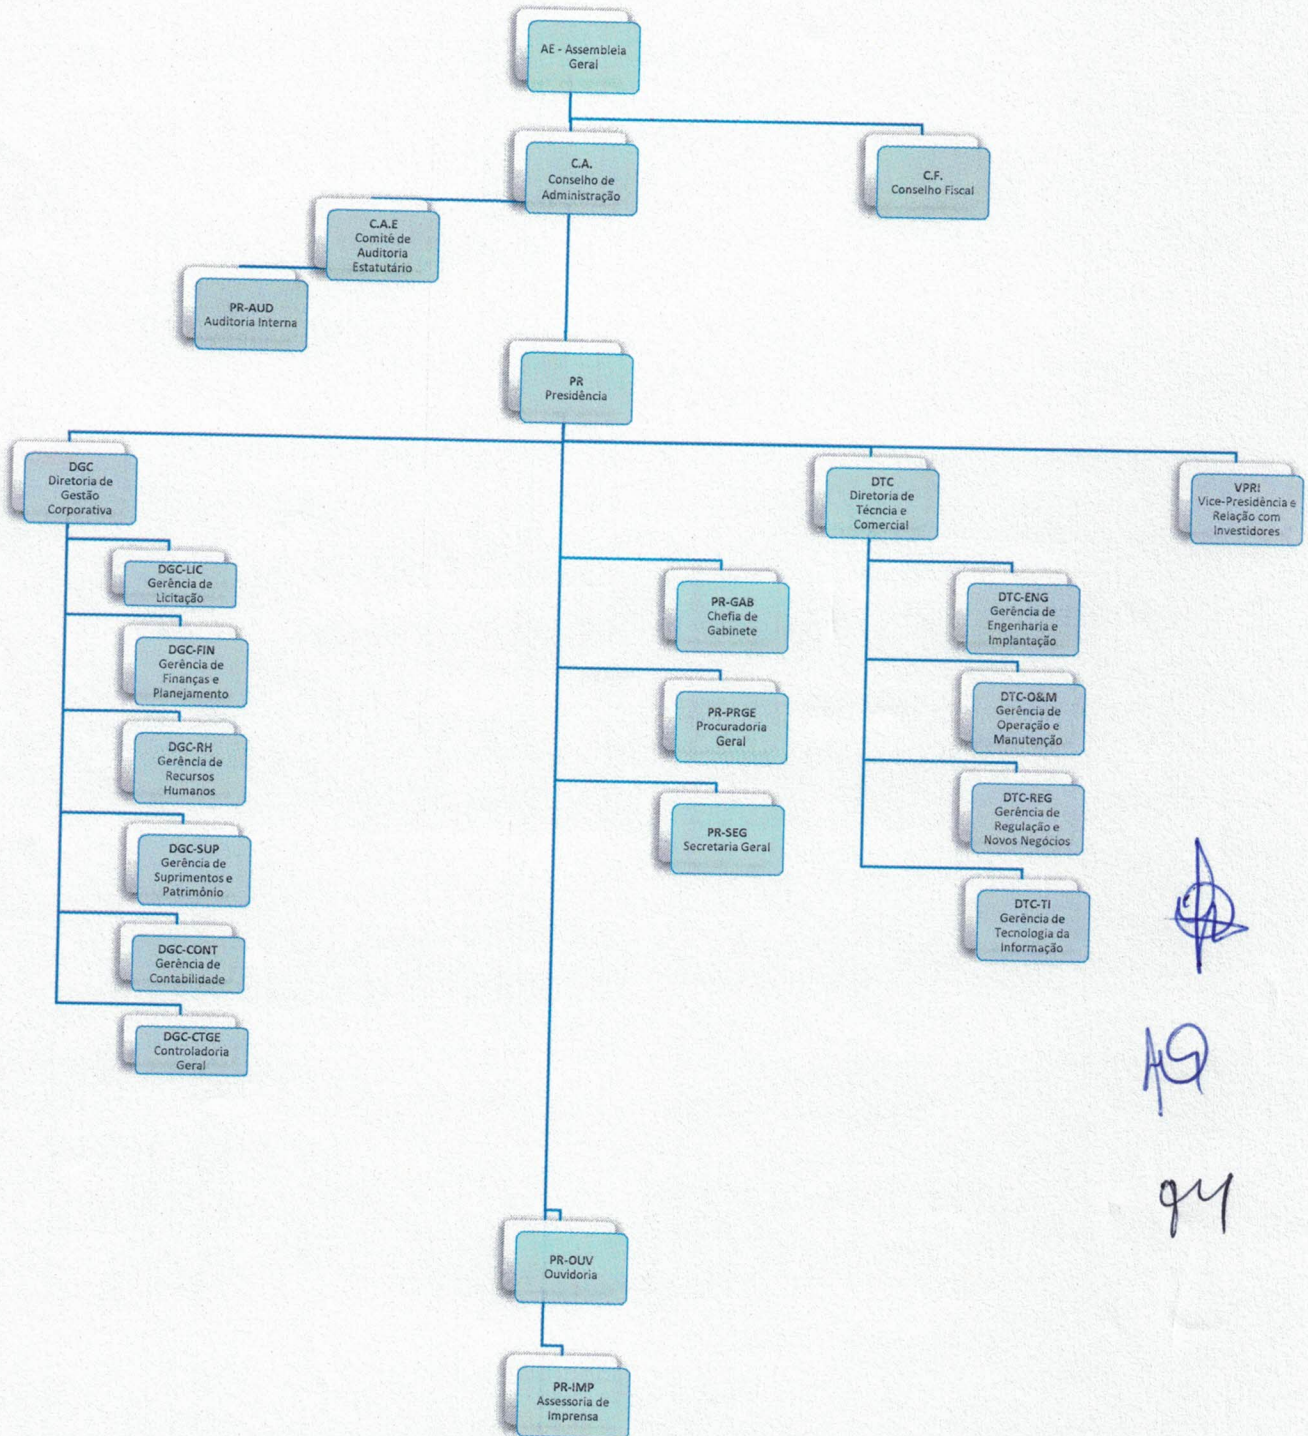 AE - Assembleia
Geral
C.A.
Conselho de
Administração
C.F.
Conselho Fiscal
C.A.E
Comitê de
Auditoria
Estatutário
PR-AUD
Auditoria Interna
PR
Presidência
DGC
Diretoria de
Gestão
Corporativa
DTC
Diretoria de
Técncia e
Comercial
VPRI
Vice-Presidência e
Relação com
Investidores
DGC-LIC
Gerência de
Licitação
DGC-FIN
Gerência de
Finanças e
Planejamento
DGC-RH
Gerência de
Recursos
Humanos
DGC-SUP
Gerência de
Suprimentos e
Patrimônio
DGC-CONT
Gerência de
Contabilidade
DGC-CTGE
Controladoria
Geral
PR-GAB
Chefia de
Gabinete
PR-PRGE
Procuradoria
Geral
PR-SEG
Secretaria Geral
DTC-ENG
Gerência de
Engenharia e
Implantação
DTC-O&M
Gerência de
Operação e
Manutenção
DTC-REG
Gerência de
Regulação e
Novos Negócios
DTC-TI
Gerência de
Tecnologia da
Informação
PR-OUV
Ouvidoria
PR-IMP
Assessoria de
Imprensa